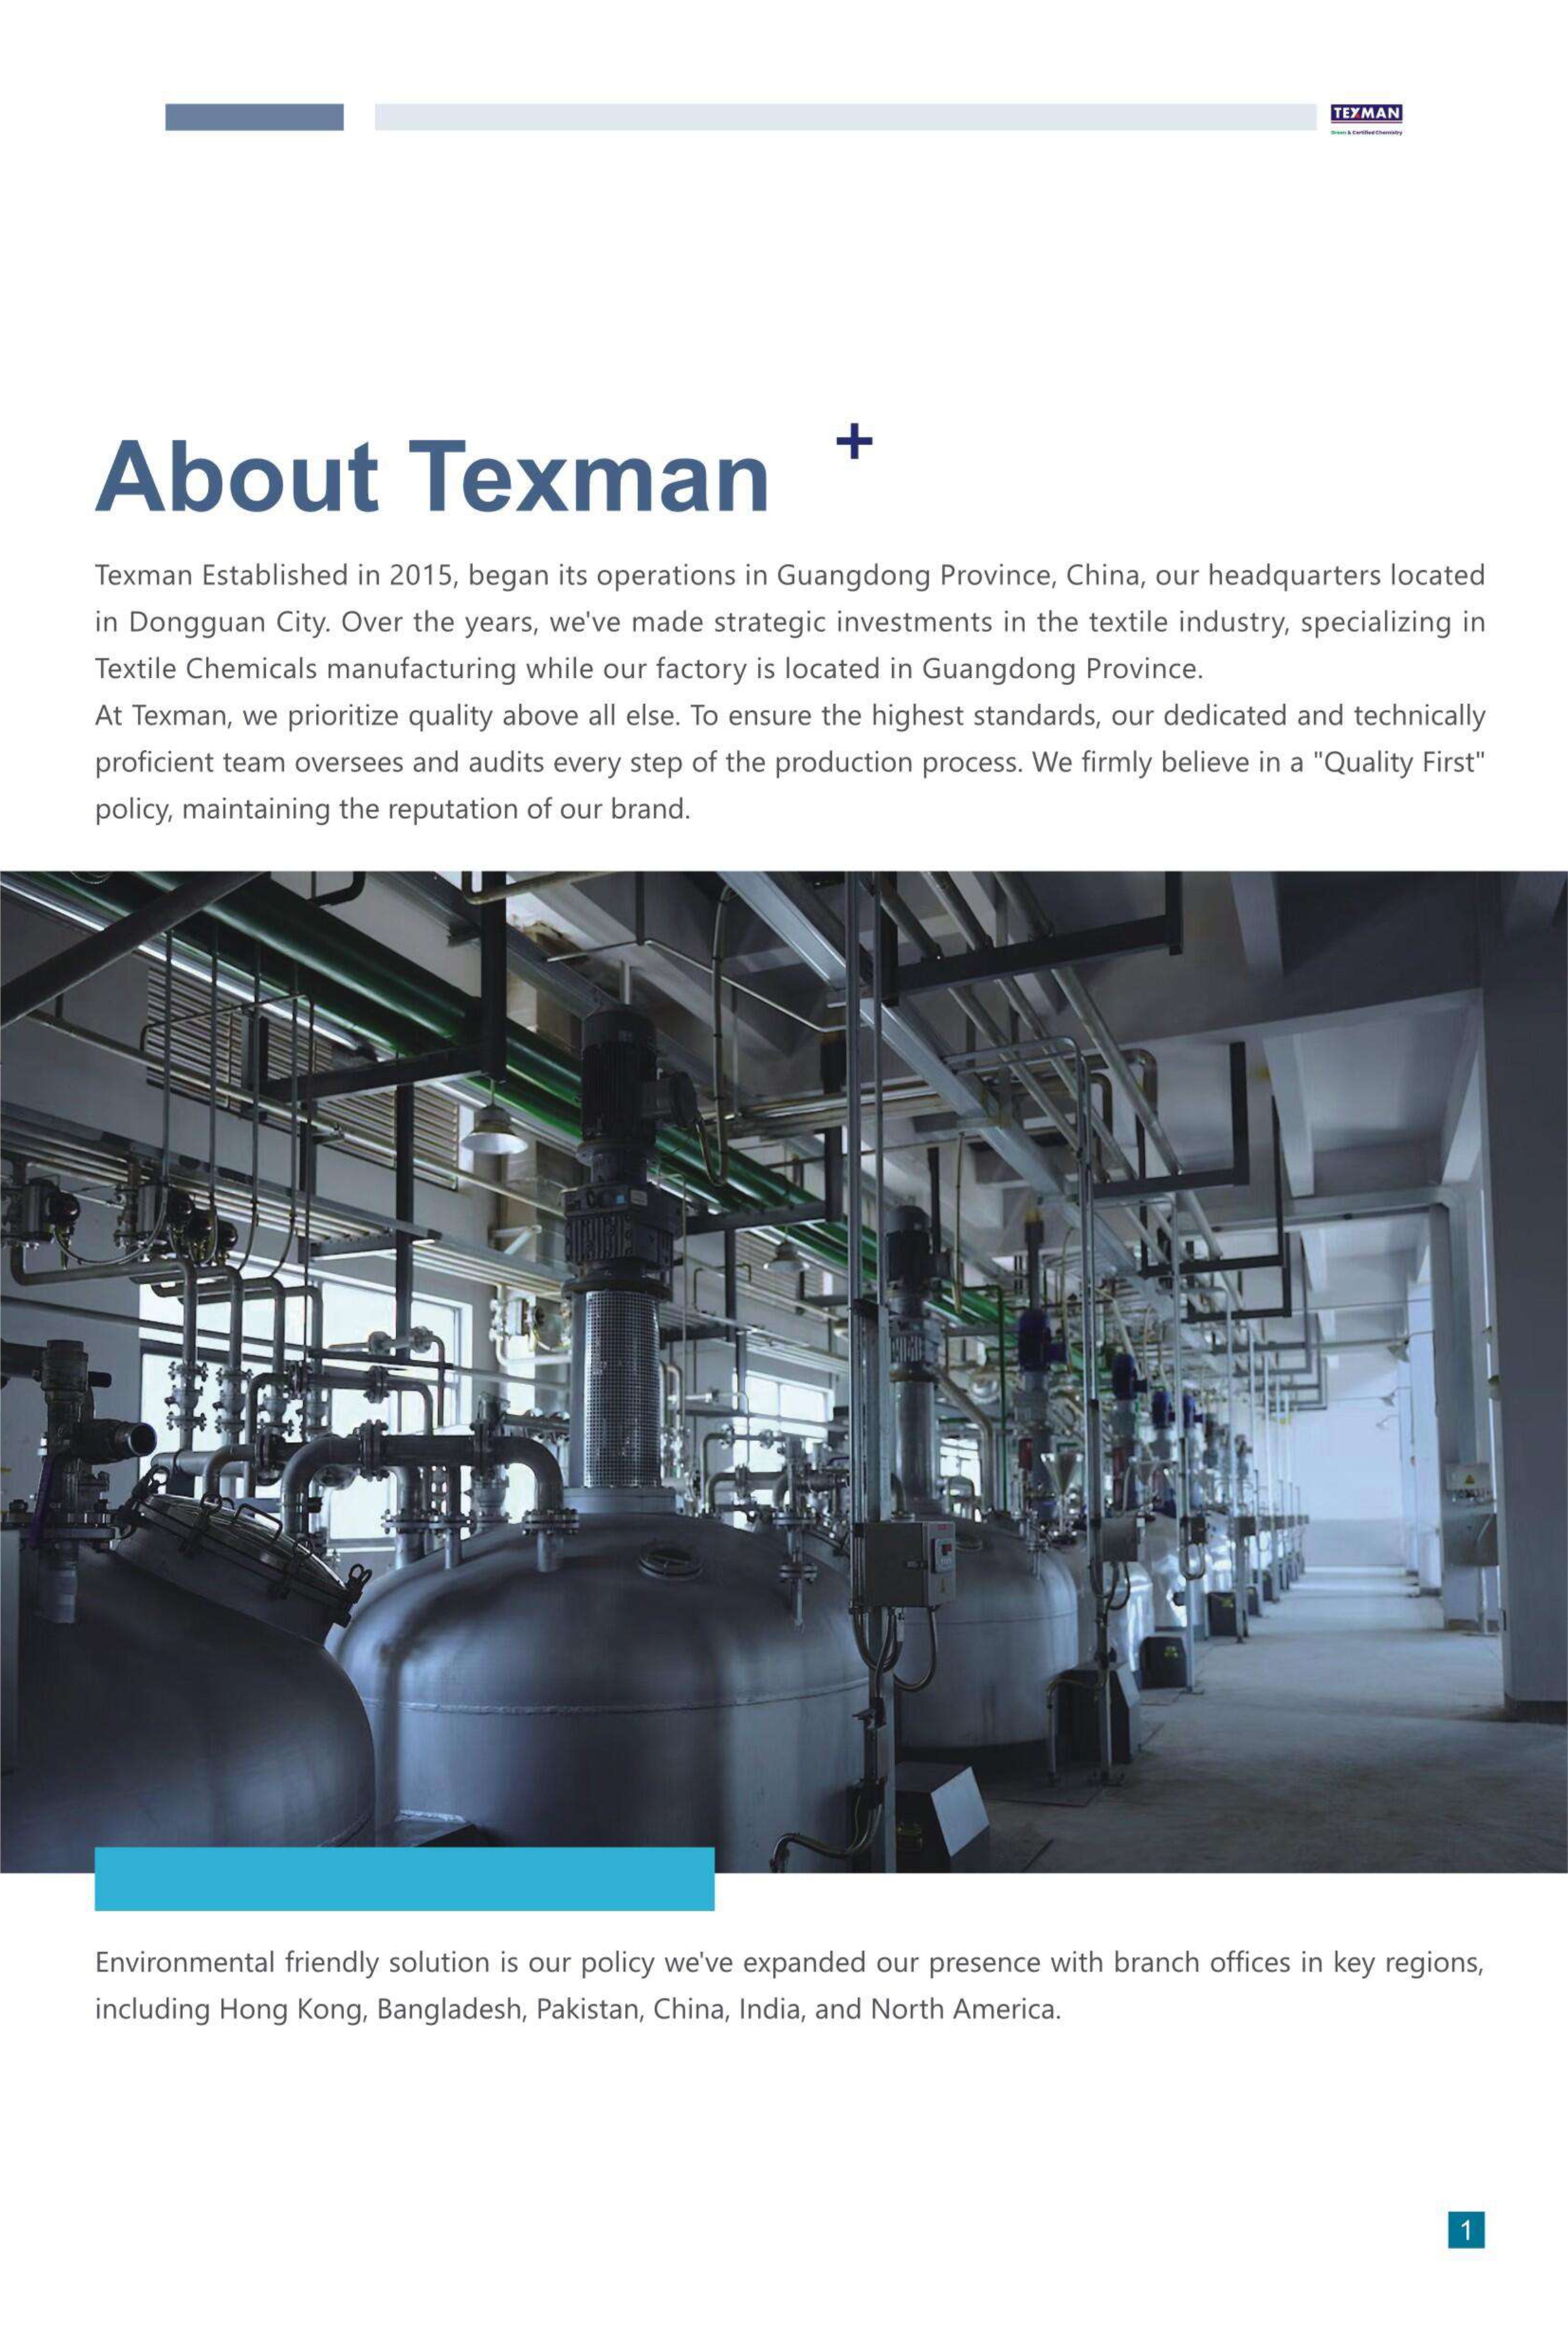 TEXMAN
Green & Certified Chemistry
About Texman
+
Texman Established in 2015, began its operations in Guangdong Province, China, our headquarters located
in Dongguan City. Over the years, we've made strategic investments in the textile industry, specializing in
Textile Chemicals manufacturing while our factory is located in Guangdong Province.
At Texman, we prioritize quality above all else. To ensure the highest standards, our dedicated and technically
proficient team oversees and audits every step of the production process. We firmly believe in a "Quality First"
policy, maintaining the reputation of our brand.
Environmental friendly solution is our policy we've expanded our presence with branch offices in key regions,
including Hong Kong, Bangladesh, Pakistan, China, India, and North America.
1